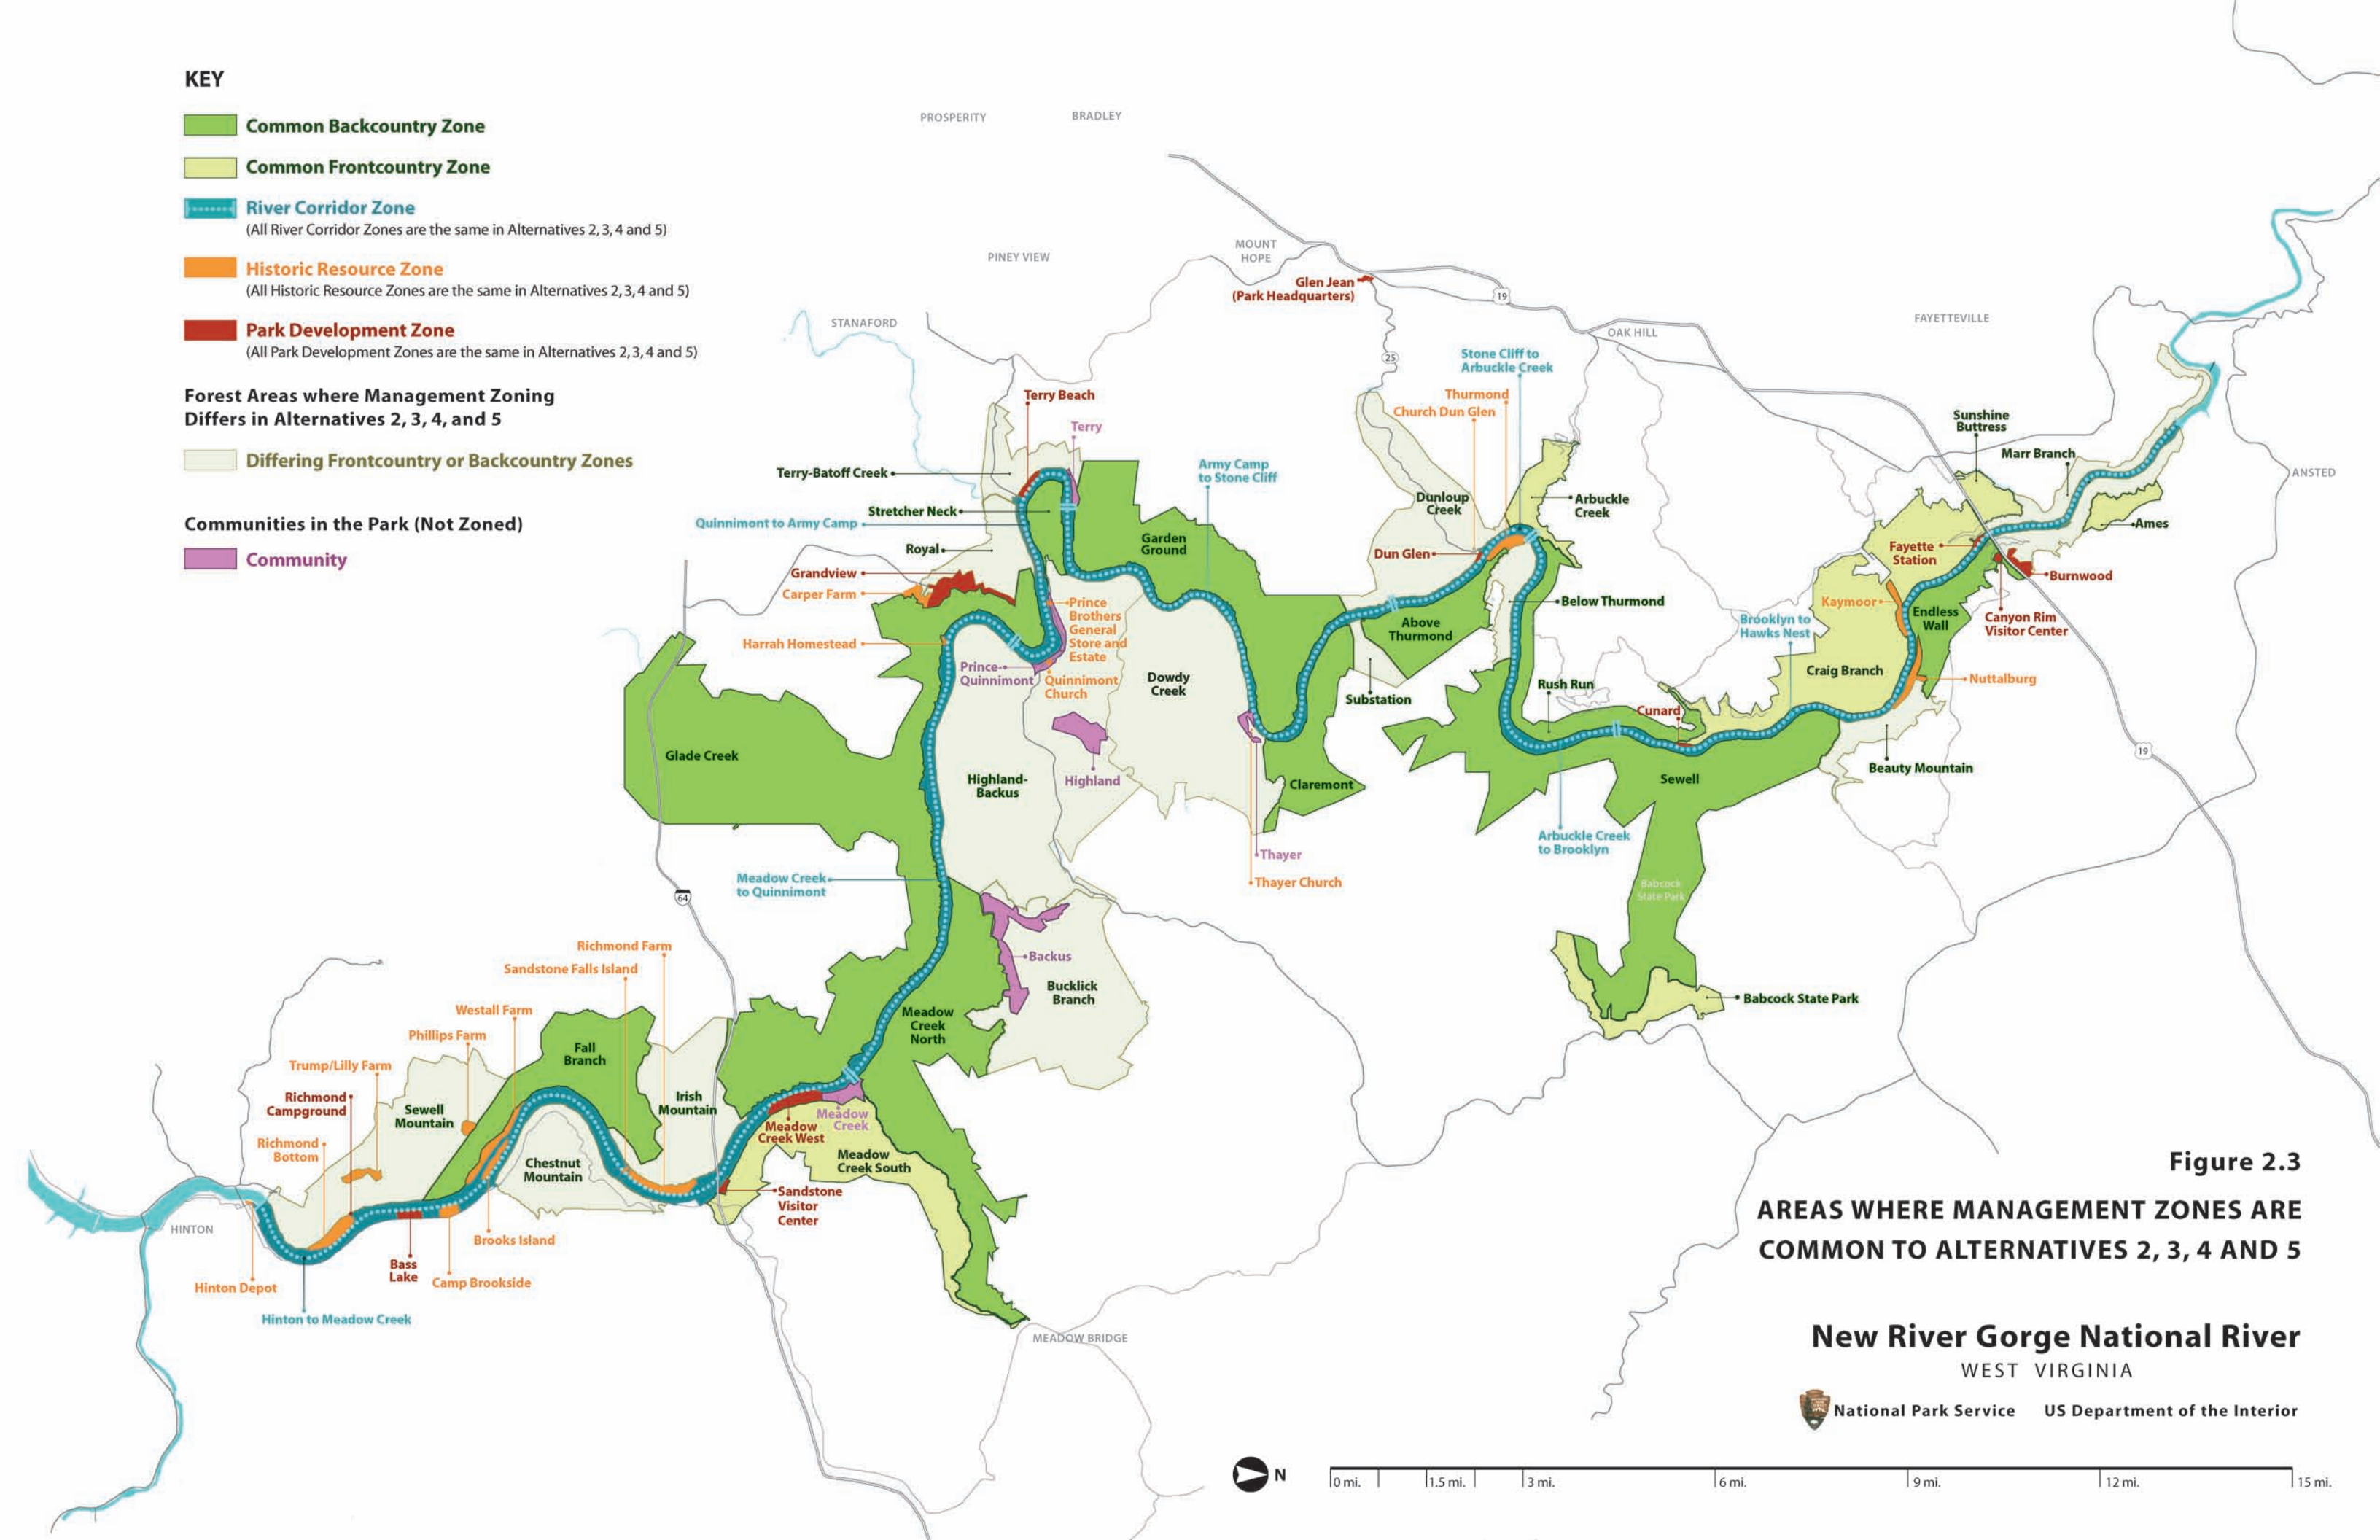 KEY
Common Backcountry Zone
Common Frontcountry Zone
River Corridor Zone
(All River Corridor Zones are the same in Alternatives 2, 3, 4 and 5)
Historic Resource Zone
(All Historic Resource Zones are the same in Alternatives 2, 3, 4 and 5)
Park Development Zone
(All Park Development Zones are the same in Alternatives 2, 3, 4 and 5)
Forest Areas where Management Zoning
Differs in Alternatives 2, 3, 4, and 5
Differing Frontcountry or Backcountry Zones
Communities in the Park (Not Zoned)
Community
PROSPERITY
BRADLEY
PINEY VIEW
MOUNT
HOPE
Glen Jean
(Park Headquarters)
19
STANAFORD
25
OAK HILL
FAYETTEVILLE
Stone Cliff to
Arbuckle Creek
Terry Beach
Thurmond
Church Dun Glen
Terry
Sunshine
Buttress
Marr Branch
ANSTED
Terry-Batoff Creek
Army Camp
to Stone Cliff
Stretcher Neck
Dunloup
Creek
Arbuckle
Creek
Quinnimont to Army Camp
Ames
Royal
Garden
Ground
Dun Glen
Fayette
Station
Burnwood
Grandview
Carper Farm
Prince
Brothers
General
Store and
Estate
Below Thurmond
Kaymoor
Endless
Wall
Canyon Rim
Visitor Center
Above
Thurmond
Brooklyn to
Hawks Nest
Harrah Homestead
Prince-
Quinnimont
Quinnimont
Church
Dowdy
Creek
Craig Branch
Nuttalburg
Rush Run
Substation
Cunard
Glade Creek
Highland-
Backus
Highland
Claremont
Sewell
Beauty Mountain
19
Arbuckle Creek
to Brooklyn
Thayer
Thayer Church
Meadow Creek
to Quinnimont
Babcock
State Park
64
Richmond Farm
Backus
Sandstone Falls Island
Bucklick
Branch
Babcock State Park
Westall Farm
Meadow
Creek
North
Phillips Farm
Fall
Branch
Trump/Lilly Farm
Richmond
Campground
Sewell
Mountain
Irish
Mountain
Meadow
Creek West
Meadow
Creek
Richmond
Bottom
Chestnut
Mountain
Meadow
Creek South
Sandstone
Visitor
Center
HINTON
Brooks Island
Bass
Lake
Camp Brookside
Hinton Depot
Hinton to Meadow Creek
MEADOW BRIDGE
Figure 2.3
AREAS WHERE MANAGEMENT ZONES ARE
COMMON TO ALTERNATIVES 2, 3, 4 AND 5
New River Gorge National River
WEST VIRGINIA
National Park Service US Department of the Interior
N
0 mi. 1.5 mi. 3 mi. 6 mi. 9 mi. 12 mi. 15 mi.